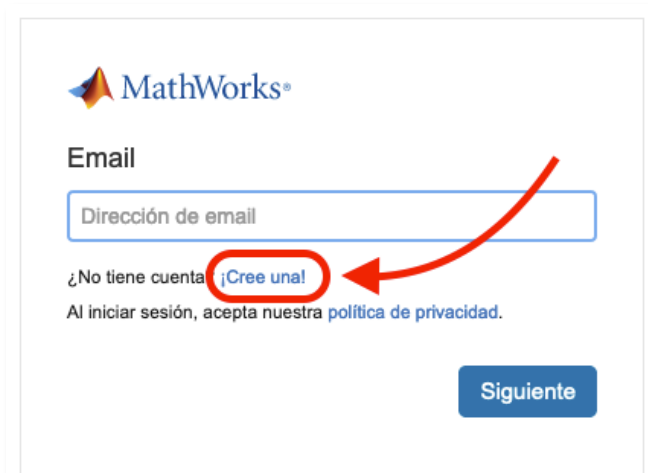 MathWorks®
Email
Dirección de email
¿No tiene cuenta? ¡Cree una!
Al iniciar sesión, acepta nuestra política de privacidad.
Siguiente